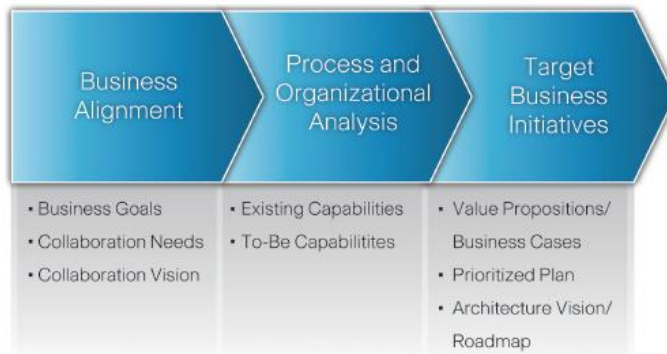 Business
Alignment
Process and
Organizational
Analysis
Target
Business
Initiatives
▪ Business Goals
▪ Collaboration Needs
▪ Collaboration Vision
▪ Existing Capabilities
▪ To-Be Capabilitites
▪ Value Propositions/
Business Cases
▪ Prioritized Plan
▪ Architecture Vision/
Roadmap